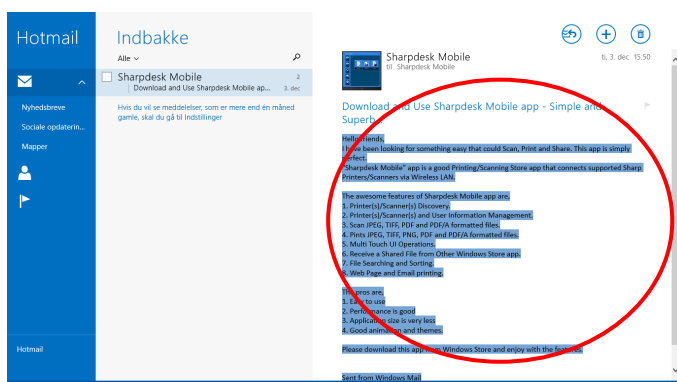 Hotmail
Nyhedsbreve
Sociale opdaterin...
Mapper
Hotmail
Indbakke
Alle
Sharpdesk Mobile
2
Download and Use Sharpdesk Mobile ap...
3. dec
Hvis du vil se meddelelser, som er mere end én måned
gamle, skal du gå til Indstillinger
Sharpdesk Mobile
til Sharpdesk Mobile
ti, 3. dec 15:50
Download and Use Sharpdesk Mobile app - Simple and
Superb..
Hello friends,
I have been looking for something easy that could Scan, Print and Share. This app is simply
perfect.
"Sharpdesk Mobile" app is a good Printing/Scanning Store app that connects supported Sharp
Printers/Scanners via Wireless LAN.
The awesome features of Sharpdesk Mobile app are,
1. Printer(s)/Scanner(s) Discovery.
2. Printer(s)/Scanner(s) and User Information Management.
3. Scan JPEG, TIFF, PDF and PDF/A formatted files.
4. Pints JPEG, TIFF, PNG, PDF and PDF/A formatted files.
5. Multi Touch UI Operations.
6. Receive a Shared File from Other Windows Store app.
7. File Searching and Sorting.
8. Web Page and Email printing.
The pros are,
1. Easy to use
2. Performance is good
3. Application size is very less
4. Good animation and themes.
Please download this app from Windows Store and enjoy with the features.
Sent from Windows Mail